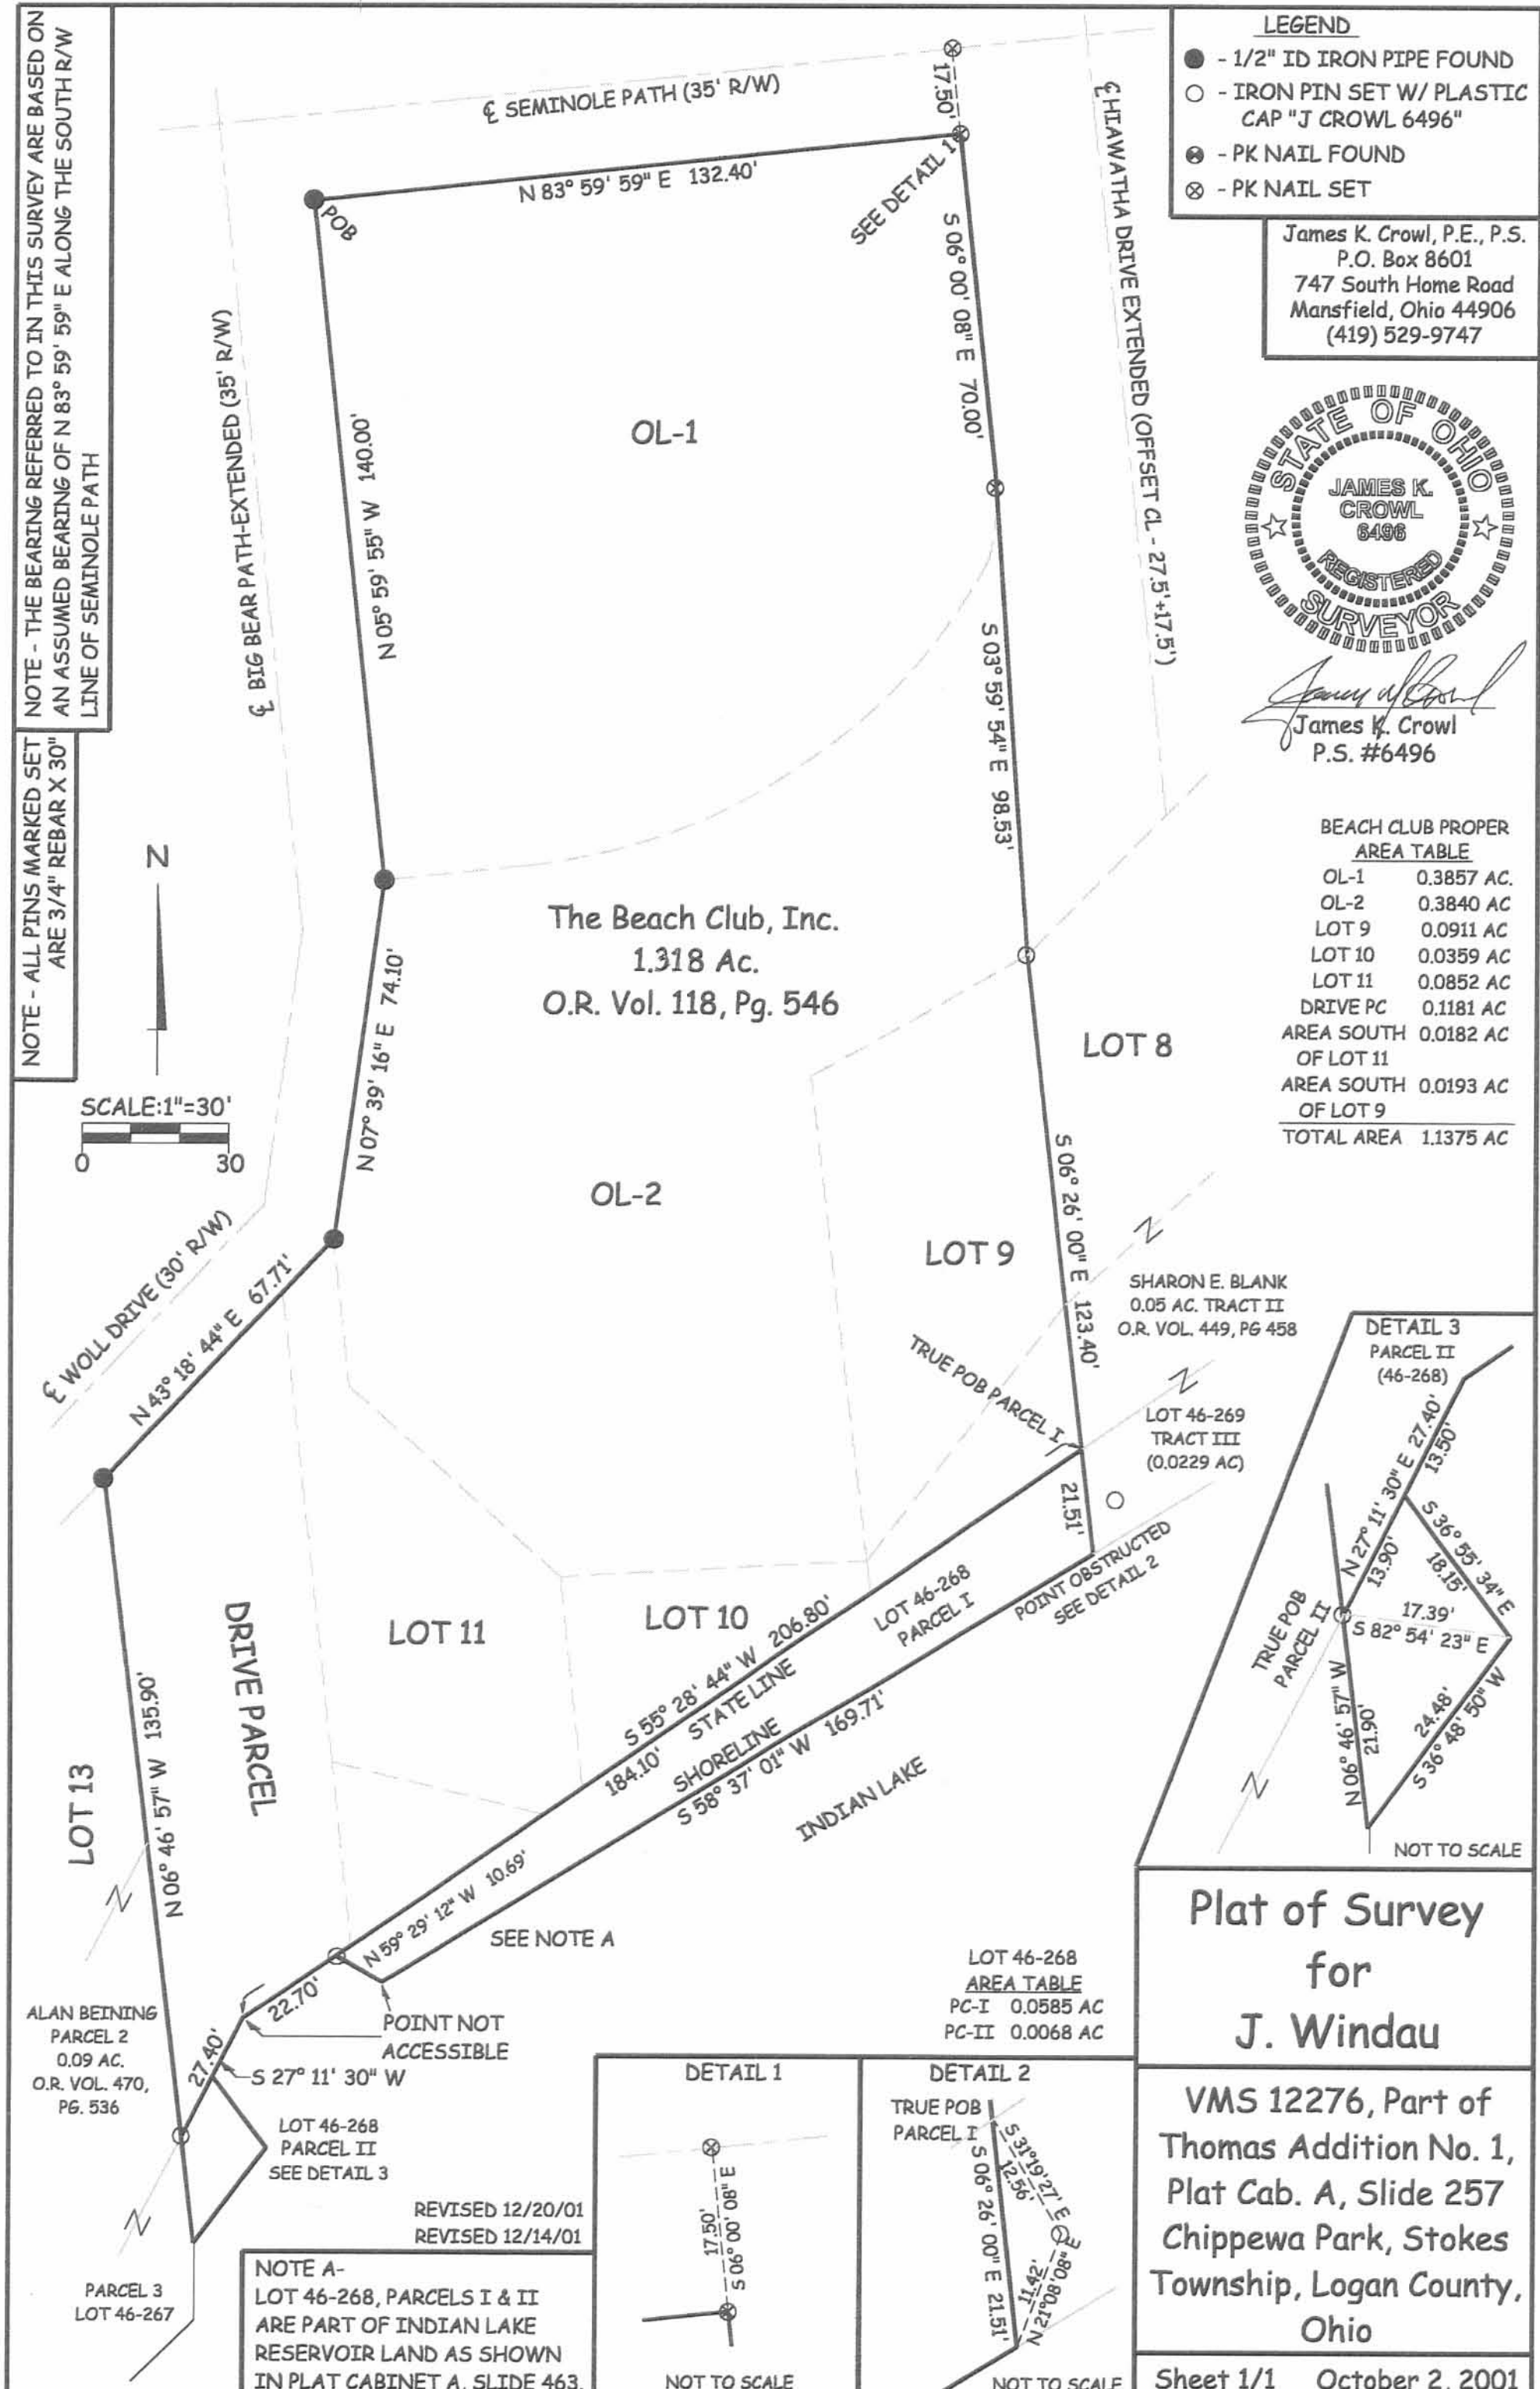 NOTE - THE BEARING REFERRED TO IN THIS SURVEY ARE BASED ON
AN ASSUMED BEARING OF N 83° 59' 59" E ALONG THE SOUTH R/W
LINE OF SEMINOLE PATH
NOTE - ALL PINS MARKED SET
ARE 3/4" REBAR X 30"
LEGEND
- 1/2" ID IRON PIPE FOUND
- IRON PIN SET W/ PLASTIC
CAP "J CROWL 6496"
- PK NAIL FOUND
- PK NAIL SET
James K. Crowl, P.E., P.S.
P.O. Box 8601
747 South Home Road
Mansfield, Ohio 44906
(419) 529-9747
STATE OF OHIO
JAMES K.
CROWL
6496
REGISTERED
SURVEYOR
James K. Crowl
P.S. #6496
BEACH CLUB PROPER
AREA TABLE
OL-1 0.3857 AC.
OL-2 0.3840 AC
LOT 9 0.0911 AC
LOT 10 0.0359 AC
LOT 11 0.0852 AC
DRIVE PC 0.1181 AC
AREA SOUTH 0.0182 AC
OF LOT 11
AREA SOUTH 0.0193 AC
OF LOT 9
TOTAL AREA 1.1375 AC
℄ SEMINOLE PATH (35' R/W)
17.50'
N 83° 59' 59" E 132.40'
POB
SEE DETAIL 1
℄ HIAWATHA DRIVE EXTENDED (OFFSET CL - 27.5'+17.5')
S 06° 00' 08" E 70.00'
℄ BIG BEAR PATH-EXTENDED (35' R/W)
OL-1
N 05° 59' 55" W 140.00'
S 03° 59' 54" E 98.53'
N
SCALE:1"=30'
0 30
The Beach Club, Inc.
1.318 Ac.
O.R. Vol. 118, Pg. 546
N 07° 39' 16" E 74.10'
LOT 8
OL-2
LOT 9
S 06° 26' 00" E 123.40'
℄ WOLL DRIVE (30' R/W)
N 43° 18' 44" E 67.71'
SHARON E. BLANK
0.05 AC. TRACT II
O.R. VOL. 449, PG 458
TRUE POB PARCEL I
LOT 46-269
TRACT III
(0.0229 AC)
21.51'
POINT OBSTRUCTED
SEE DETAIL 2
LOT 46-268
PARCEL I
DRIVE PARCEL
LOT 11
LOT 10
LOT 13
N 06° 46' 57" W 135.90'
S 55° 28' 44" W 206.80'
184.10' STATE LINE
SHORELINE
S 58° 37' 01" W 169.71'
INDIAN LAKE
N 59° 29' 12" W 10.69'
SEE NOTE A
22.70'
POINT NOT
ACCESSIBLE
27.40'
S 27° 11' 30" W
ALAN BEINING
PARCEL 2
0.09 AC.
O.R. VOL. 470,
PG. 536
LOT 46-268
PARCEL II
SEE DETAIL 3
REVISED 12/20/01
REVISED 12/14/01
PARCEL 3
LOT 46-267
NOTE A-
LOT 46-268, PARCELS I & II
ARE PART OF INDIAN LAKE
RESERVOIR LAND AS SHOWN
IN PLAT CABINET A, SLIDE 463.
LOT 46-268
AREA TABLE
PC-I 0.0585 AC
PC-II 0.0068 AC
DETAIL 1
17.50'
S 06° 00' 08" E
NOT TO SCALE
DETAIL 2
TRUE POB
PARCEL I
S 31°19'27" E
12.56'
S 06° 26' 00" E 21.51'
11.42'
N 21°08'08" E
NOT TO SCALE
DETAIL 3
PARCEL II
(46-268)
N 27° 11' 30" E 27.40'
13.50'
13.90'
S 36° 55' 34" E
18.15'
17.39'
S 82° 54' 23" E
TRUE POB
PARCEL II
N 06° 46' 57" W
21.90'
24.48'
S 36° 48' 50" W
NOT TO SCALE
Plat of Survey
for
J. Windau
VMS 12276, Part of
Thomas Addition No. 1,
Plat Cab. A, Slide 257
Chippewa Park, Stokes
Township, Logan County,
Ohio
Sheet 1/1 October 2, 2001